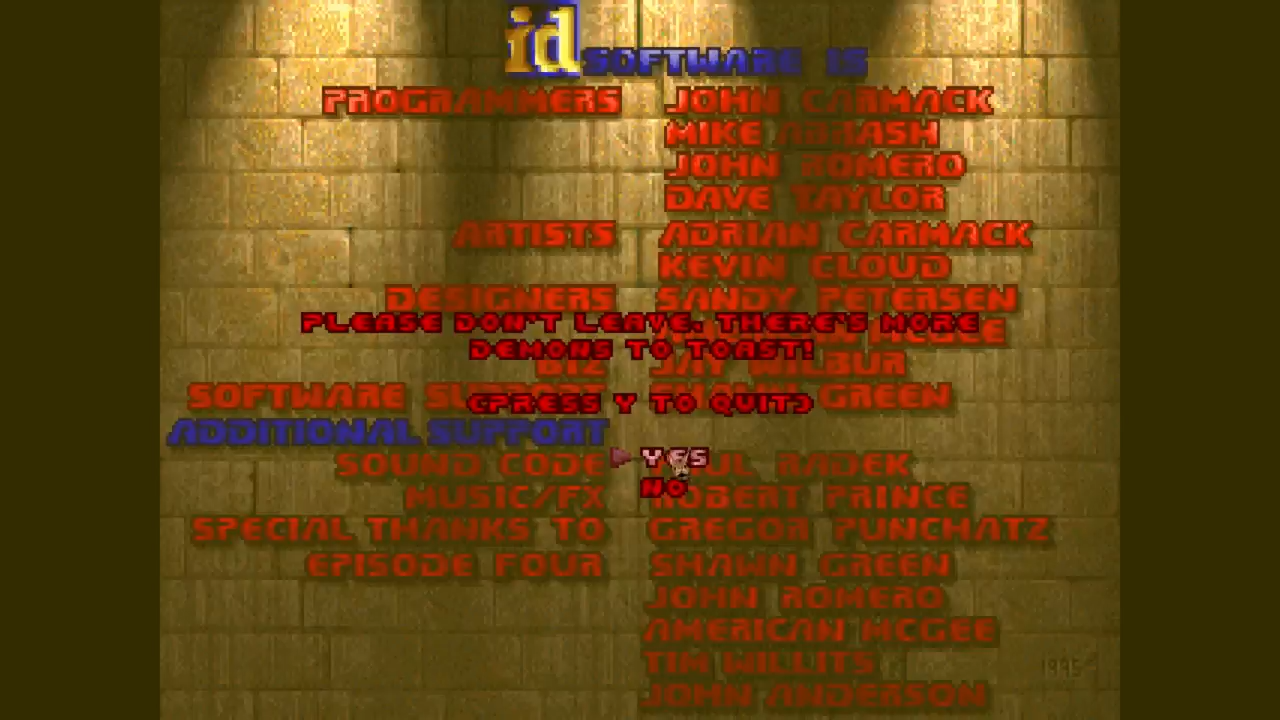 id SOFTWARE IS
PROGRAMMERS JOHN CARMACK
MIKE ABRASH
JOHN ROMERO
DAVE TAYLOR
ARTISTS ADRIAN CARMACK
KEVIN CLOUD
DESIGNERS SANDY PETERSEN
PLEASE DON'T LEAVE, THERE'S MORE
MCGEE
DEMONS TO TOAST!
BIZ JAY WILBUR
SOFTWARE SUPPORT SHAWN GREEN
(PRESS Y TO QUIT)
ADDITIONAL SUPPORT
YES
SOUND CODE PAUL RADEK
NO
MUSIC/FX ROBERT PRINCE
SPECIAL THANKS TO GREGOR PUNCHATZ
EPISODE FOUR SHAWN GREEN
JOHN ROMERO
AMERICAN MCGEE
TIM WILLITS
1995
JOHN ANDERSON